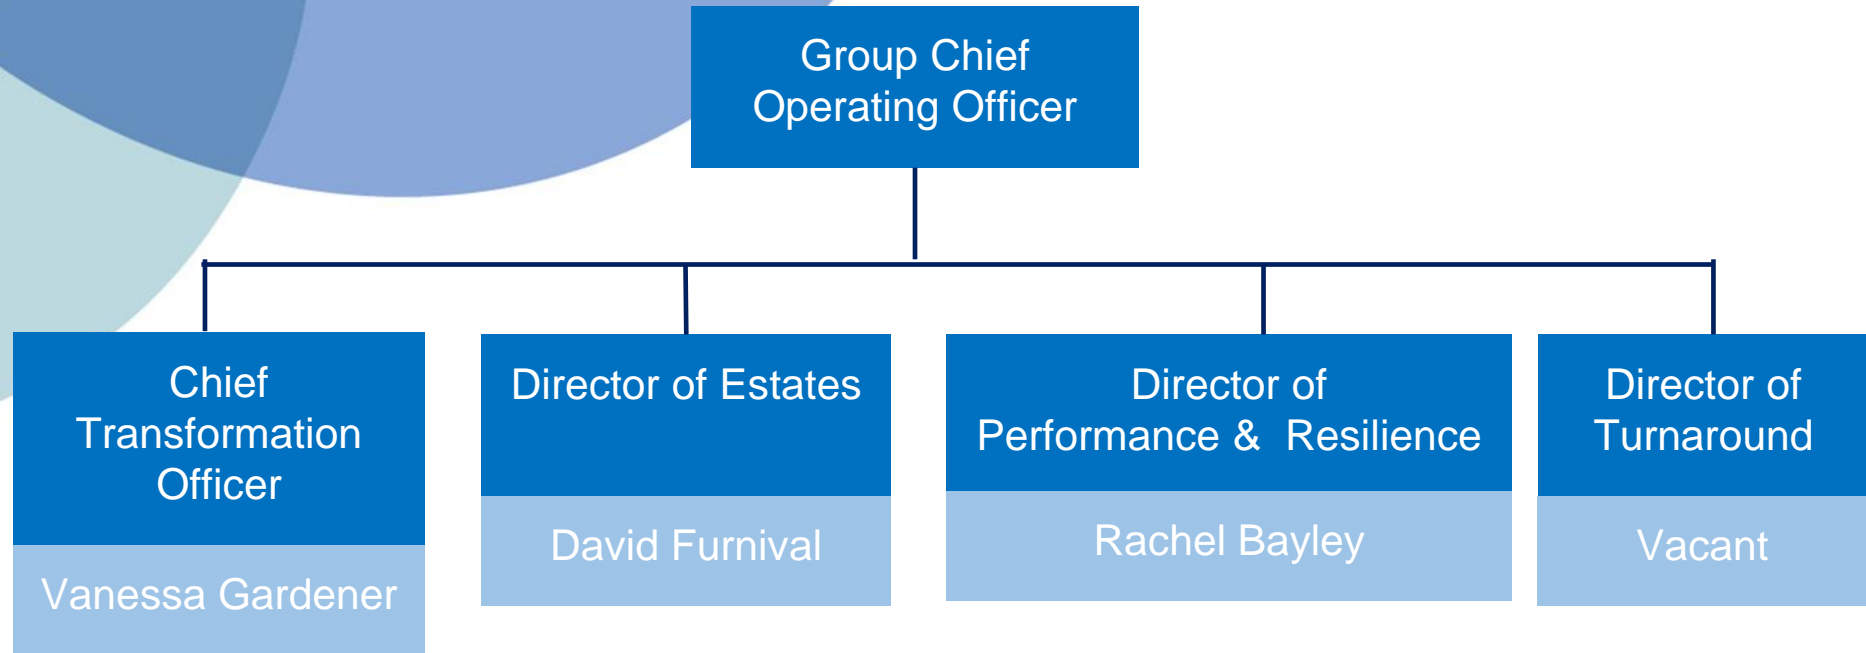 Group Chief
Operating Officer
Chief
Transformation
Officer
Vanessa Gardener
Director of Estates
David Furnival
Director of
Performance &  Resilience
Rachel Bayley
Director of
Turnaround
Vacant